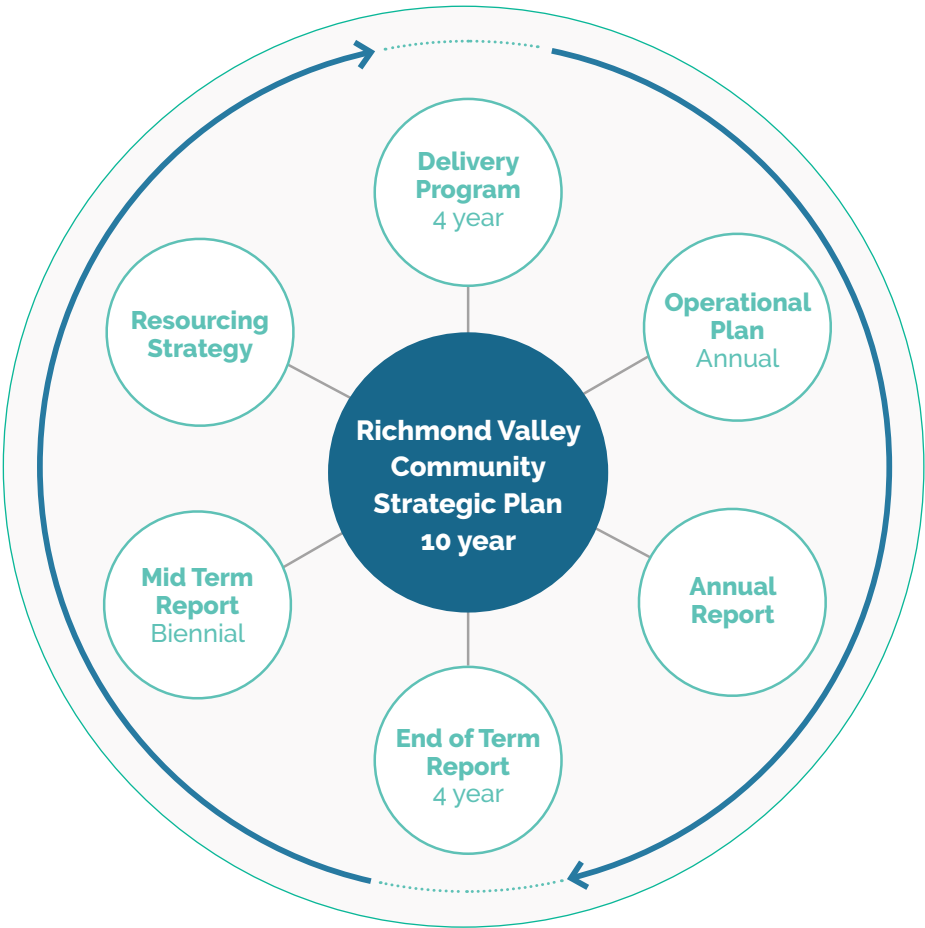 Delivery
Program
4 year
Operational
Plan
Annual
Resourcing
Strategy
Richmond Valley
Community
Strategic Plan
10 year
Mid Term
Report
Biennial
Annual
Report
End of Term
Report
4 year